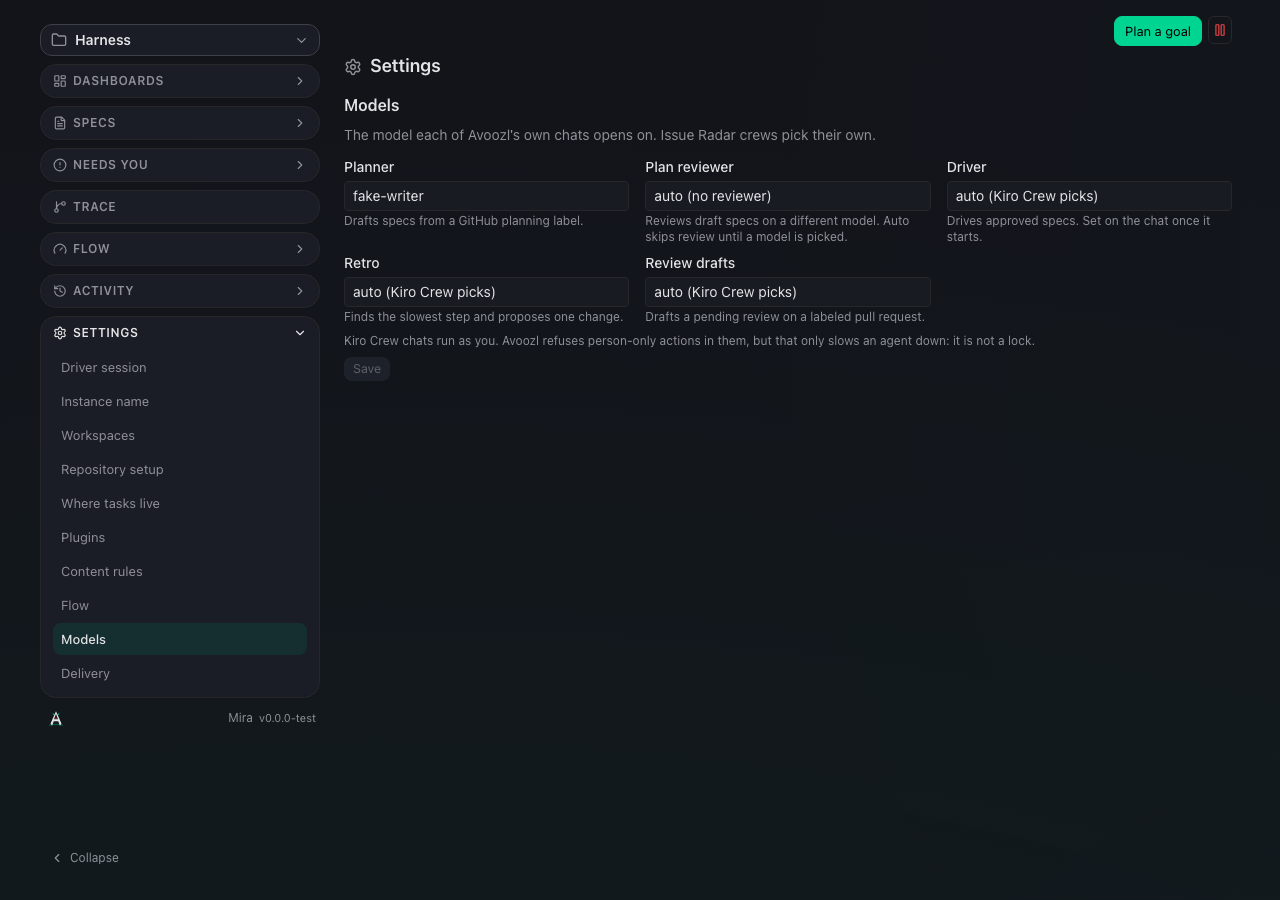 Harness
DASHBOARDS
SPECS
NEEDS YOU
TRACE
FLOW
ACTIVITY
SETTINGS
Driver session
Instance name
Workspaces
Repository setup
Where tasks live
Plugins
Content rules
Flow
Models
Delivery
A
Mira v0.0.0-test
Collapse
Plan a goal
Settings
Models
The model each of Avoozl's own chats opens on. Issue Radar crews pick their own.
Planner
fake-writer
Drafts specs from a GitHub planning label.
Plan reviewer
auto (no reviewer)
Reviews draft specs on a different model. Auto
skips review until a model is picked.
Driver
auto (Kiro Crew picks)
Drives approved specs. Set on the chat once it
starts.
Retro
auto (Kiro Crew picks)
Finds the slowest step and proposes one change.
Review drafts
auto (Kiro Crew picks)
Drafts a pending review on a labeled pull request.
Kiro Crew chats run as you. Avoozl refuses person-only actions in them, but that only slows an agent down: it is not a lock.
Save